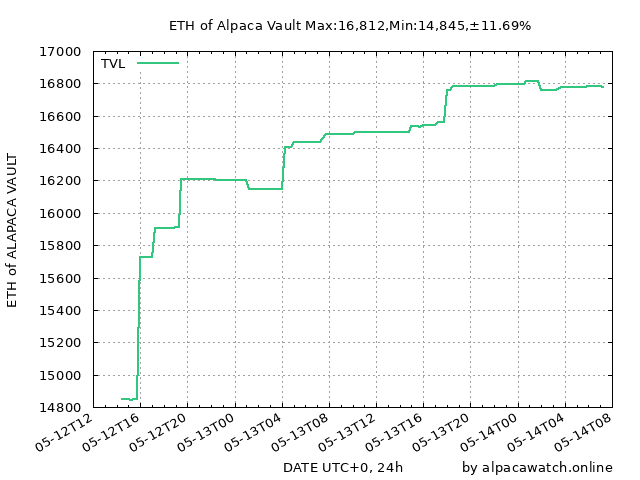 ETH of Alpaca Vault Max:16,812,Min:14,845,±11.69%
TVL
17000
16800
16600
16400
16200
16000
15800
15600
15400
15200
15000
14800
ETH of ALAPACA VAULT
05-12T12
05-12T16
05-12T20
05-13T00
05-13T04
05-13T08
05-13T12
05-13T16
05-13T20
05-14T00
05-14T04
05-14T08
DATE UTC+0, 24h
by alpacawatch.online